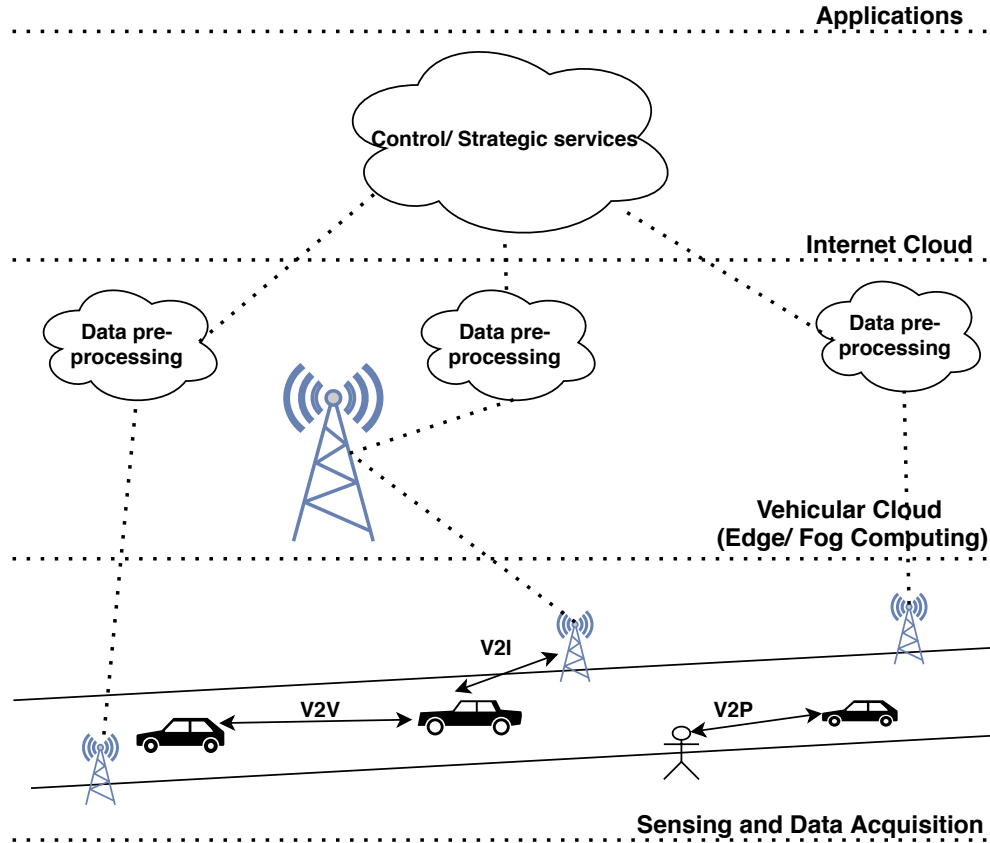 Applications
Control/ Strategic services
Internet Cloud
Data pre-
processing
Data pre-
processing
Data pre-
processing
Vehicular Cloud
(Edge/ Fog Computing)
V2I
V2V
V2P
Sensing and Data Acquisition